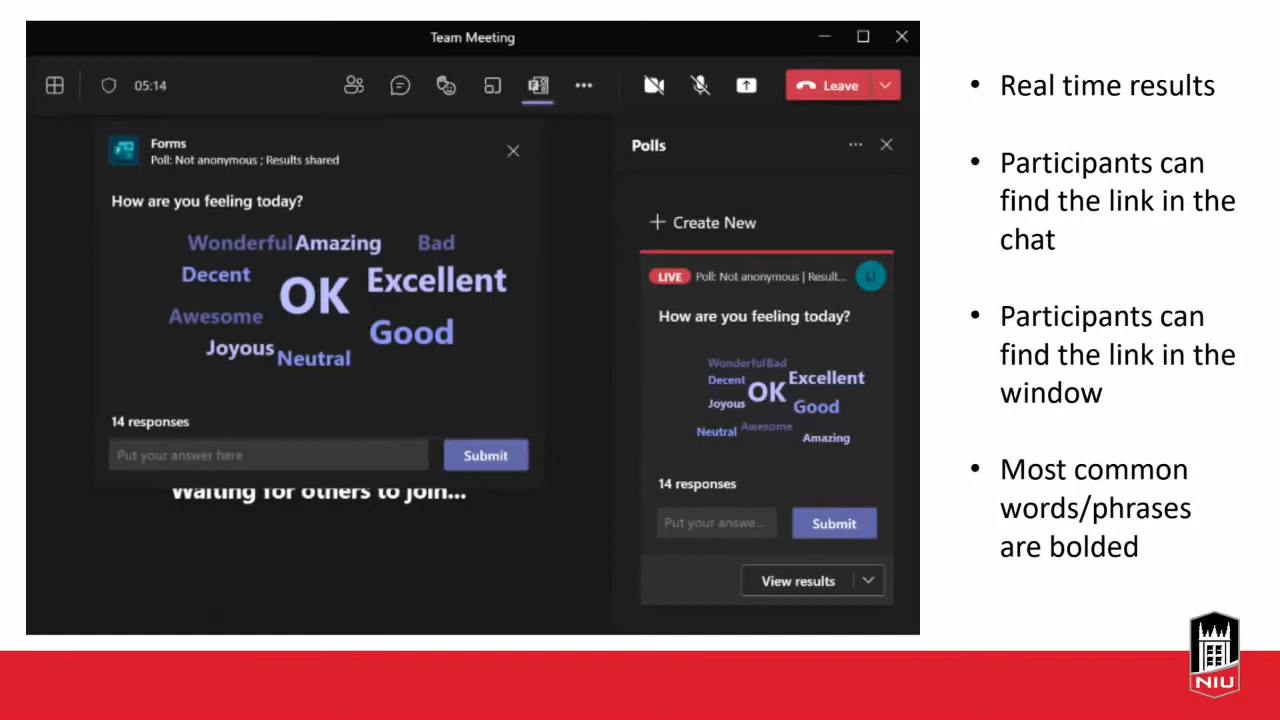 Team Meeting
05:14
Leave
Forms
Poll: Not anonymous ; Results shared
How are you feeling today?
Wonderful Amazing Bad
Decent OK Excellent
Awesome Good
Joyous Neutral
14 responses
Put your answer here
Submit
Waiting for others to join...
Polls
Create New
LIVE Poll: Not anonymous | Result... LI
How are you feeling today?
Wonderful Bad
Decent OK Excellent
Joyous Good
Neutral Awesome Amazing
14 responses
Put your answe... Submit
View results
• Real time results
• Participants can
find the link in the
chat
• Participants can
find the link in the
window
• Most common
words/phrases
are bolded
NIU